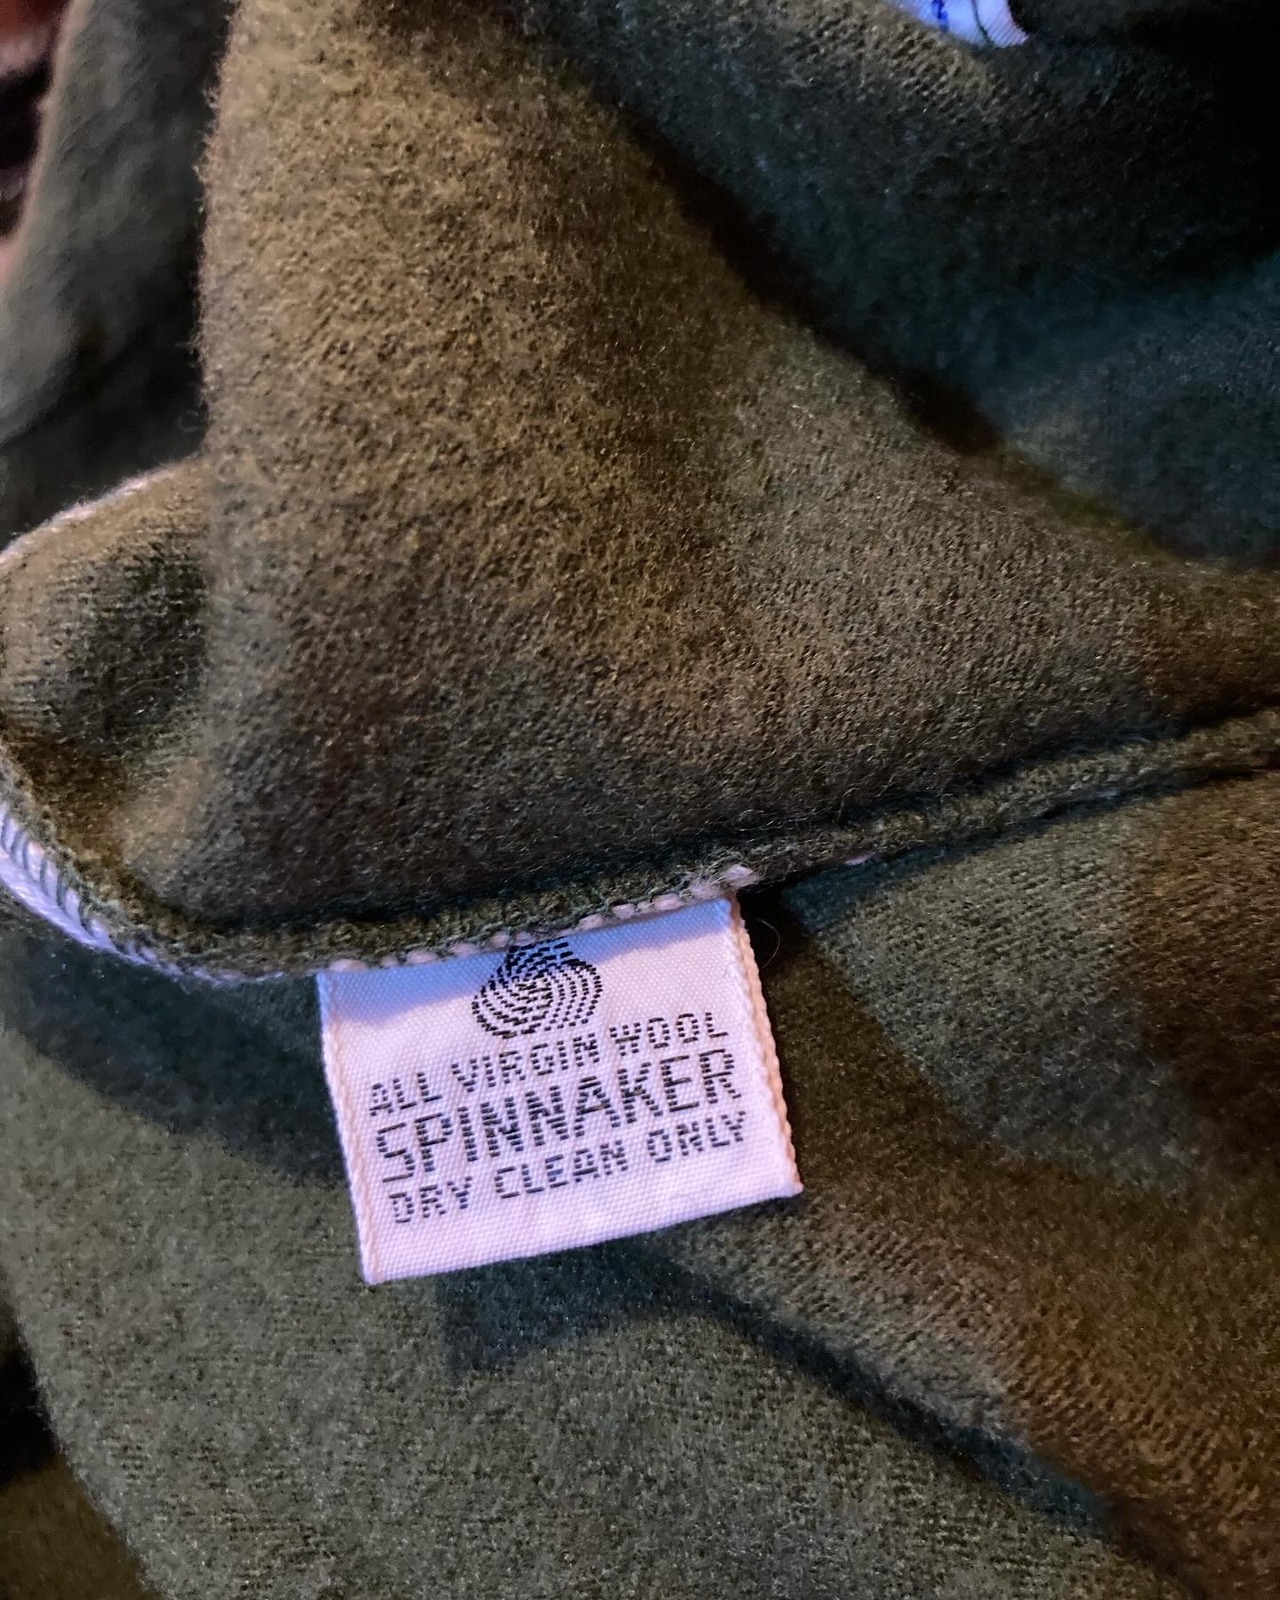 ALL VIRGIN WOOL
SPINNAKER
DRY CLEAN ONLY